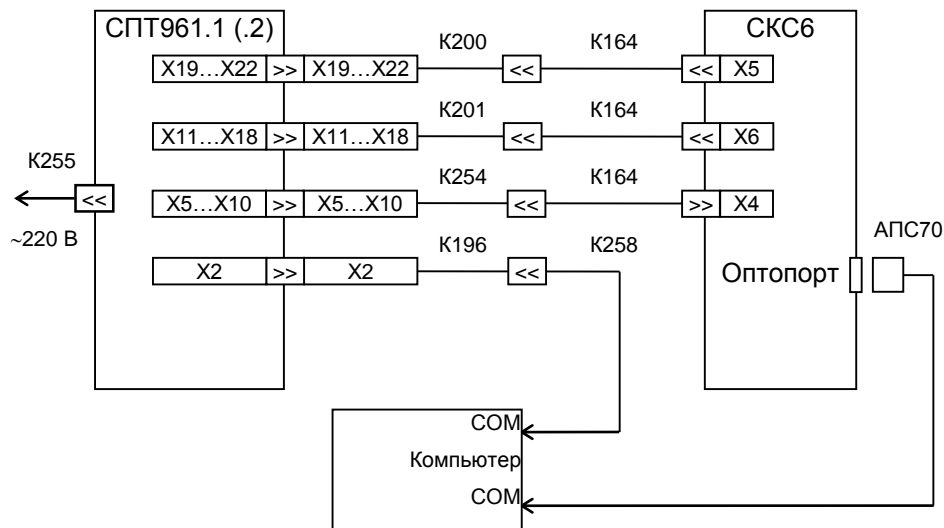 СПТ961.1 (.2)
СКС6
К200
К164
X19...X22 >> X19...X22
<<
<< X5
К201
К164
X11...X18 >> X11...X18
<<
<< X6
К255
К254
К164
<<
X5...X10 >> X5...X10
<<
>> X4
~220 В
К196
К258
АПС70
X2 >> X2
<<
Оптопорт
COM
Компьютер
COM